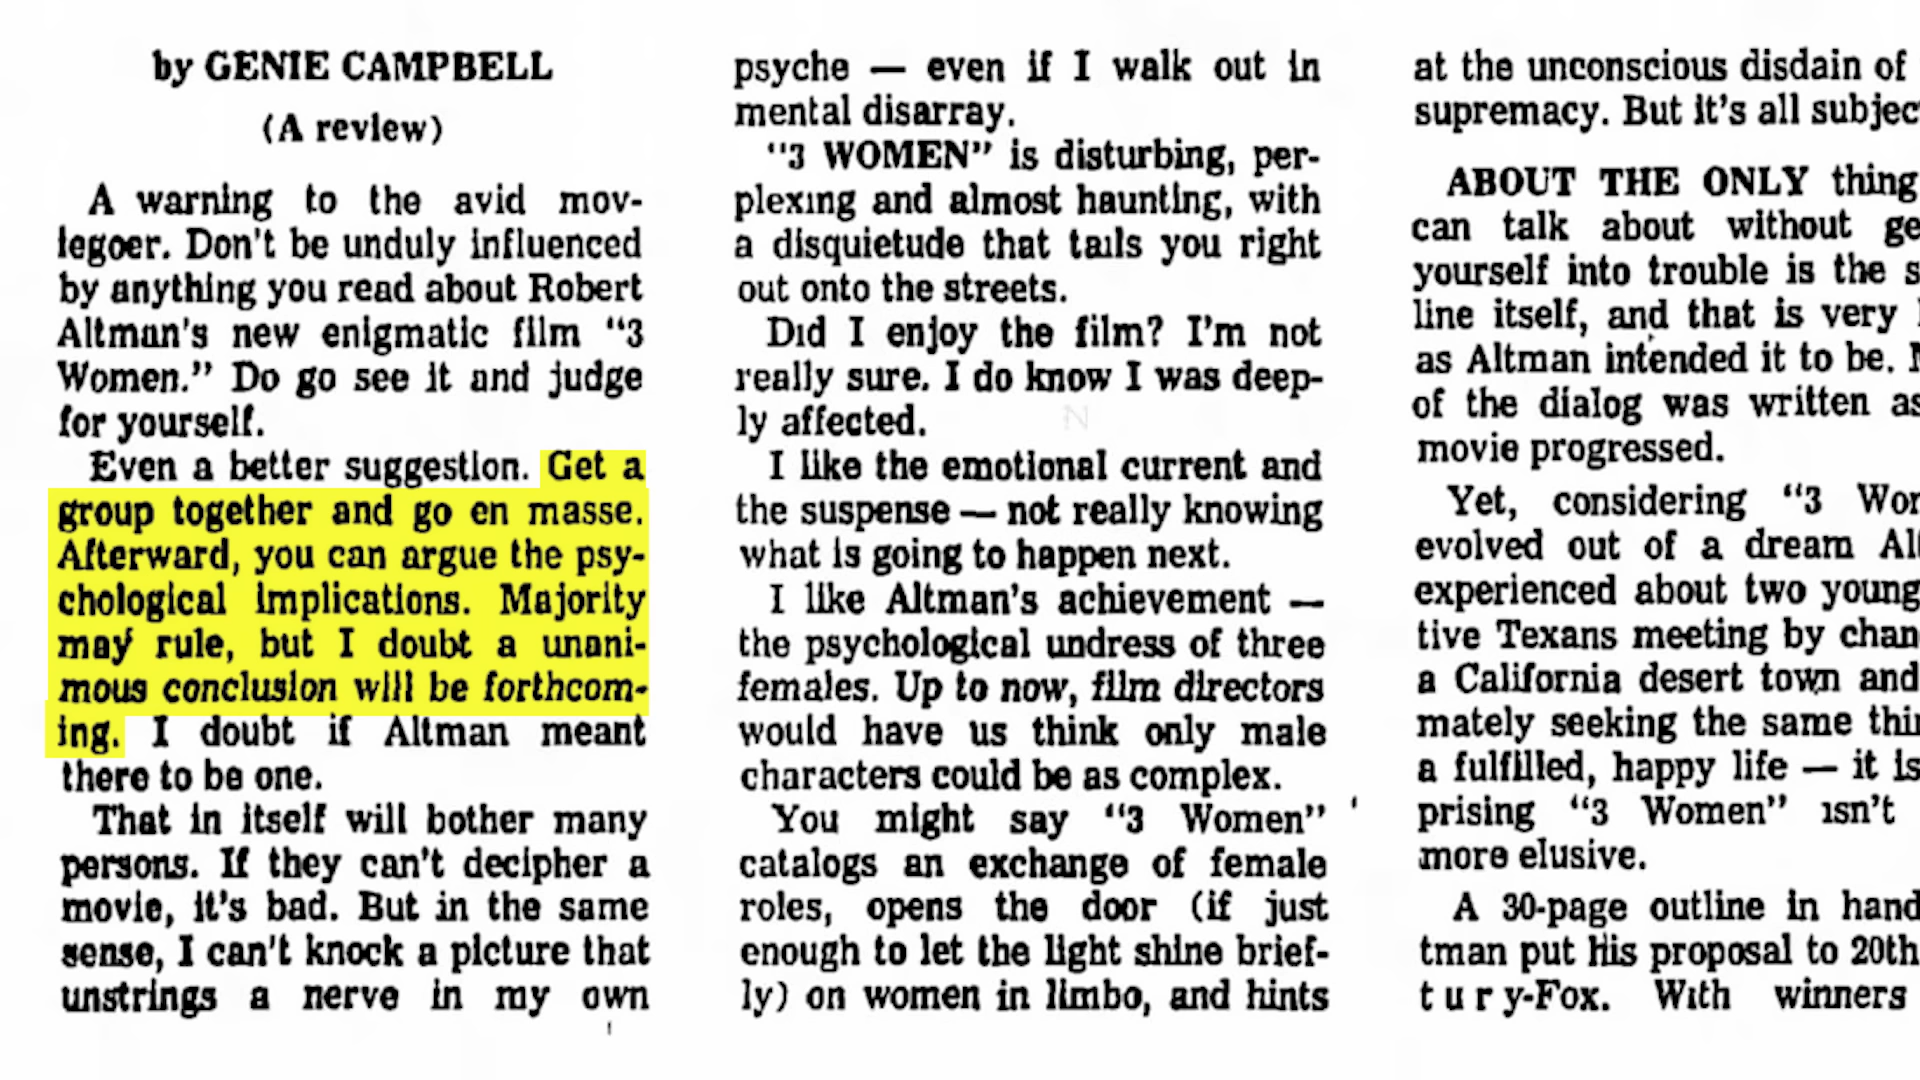 by GENIE CAMPBELL
(A review)
A warning to the avid mov-
iegoer. Don't be unduly influenced
by anything you read about Robert
Altman's new enigmatic film “3
Women.” Do go see it and judge
for yourself.
Even a better suggestion. Get a
group together and go en masse.
Afterward, you can argue the psy-
chological implications. Majority
may rule, but I doubt a unani-
mous conclusion will be forthcom-
ing. I doubt if Altman meant
there to be one.
That in itself will bother many
persons. If they can't decipher a
movie, it's bad. But in the same
sense, I can't knock a picture that
unstrings a nerve in my own
psyche — even if I walk out in
mental disarray.
“3 WOMEN” is disturbing, per-
plexing and almost haunting, with
a disquietude that tails you right
out onto the streets.
Did I enjoy the film? I'm not
really sure. I do know I was deep-
ly affected.
I like the emotional current and
the suspense — not really knowing
what is going to happen next.
I like Altman's achievement —
the psychological undress of three
females. Up to now, film directors
would have us think only male
characters could be as complex.
You might say “3 Women”
catalogs an exchange of female
roles, opens the door (if just
enough to let the light shine brief-
ly) on women in limbo, and hints
at the unconscious disdain of
supremacy. But it's all subjec
ABOUT THE ONLY thing
can talk about without ge
yourself into trouble is the s
line itself, and that is very
as Altman intended it to be.
of the dialog was written as
movie progressed.
Yet, considering “3 Wor
evolved out of a dream Alt
experienced about two young
tive Texans meeting by chan
a California desert town and
mately seeking the same thin
a fulfilled, happy life — it is
prising “3 Women” isn't
more elusive.
A 30-page outline in hand
tman put his proposal to 20th
tury-Fox. With winners